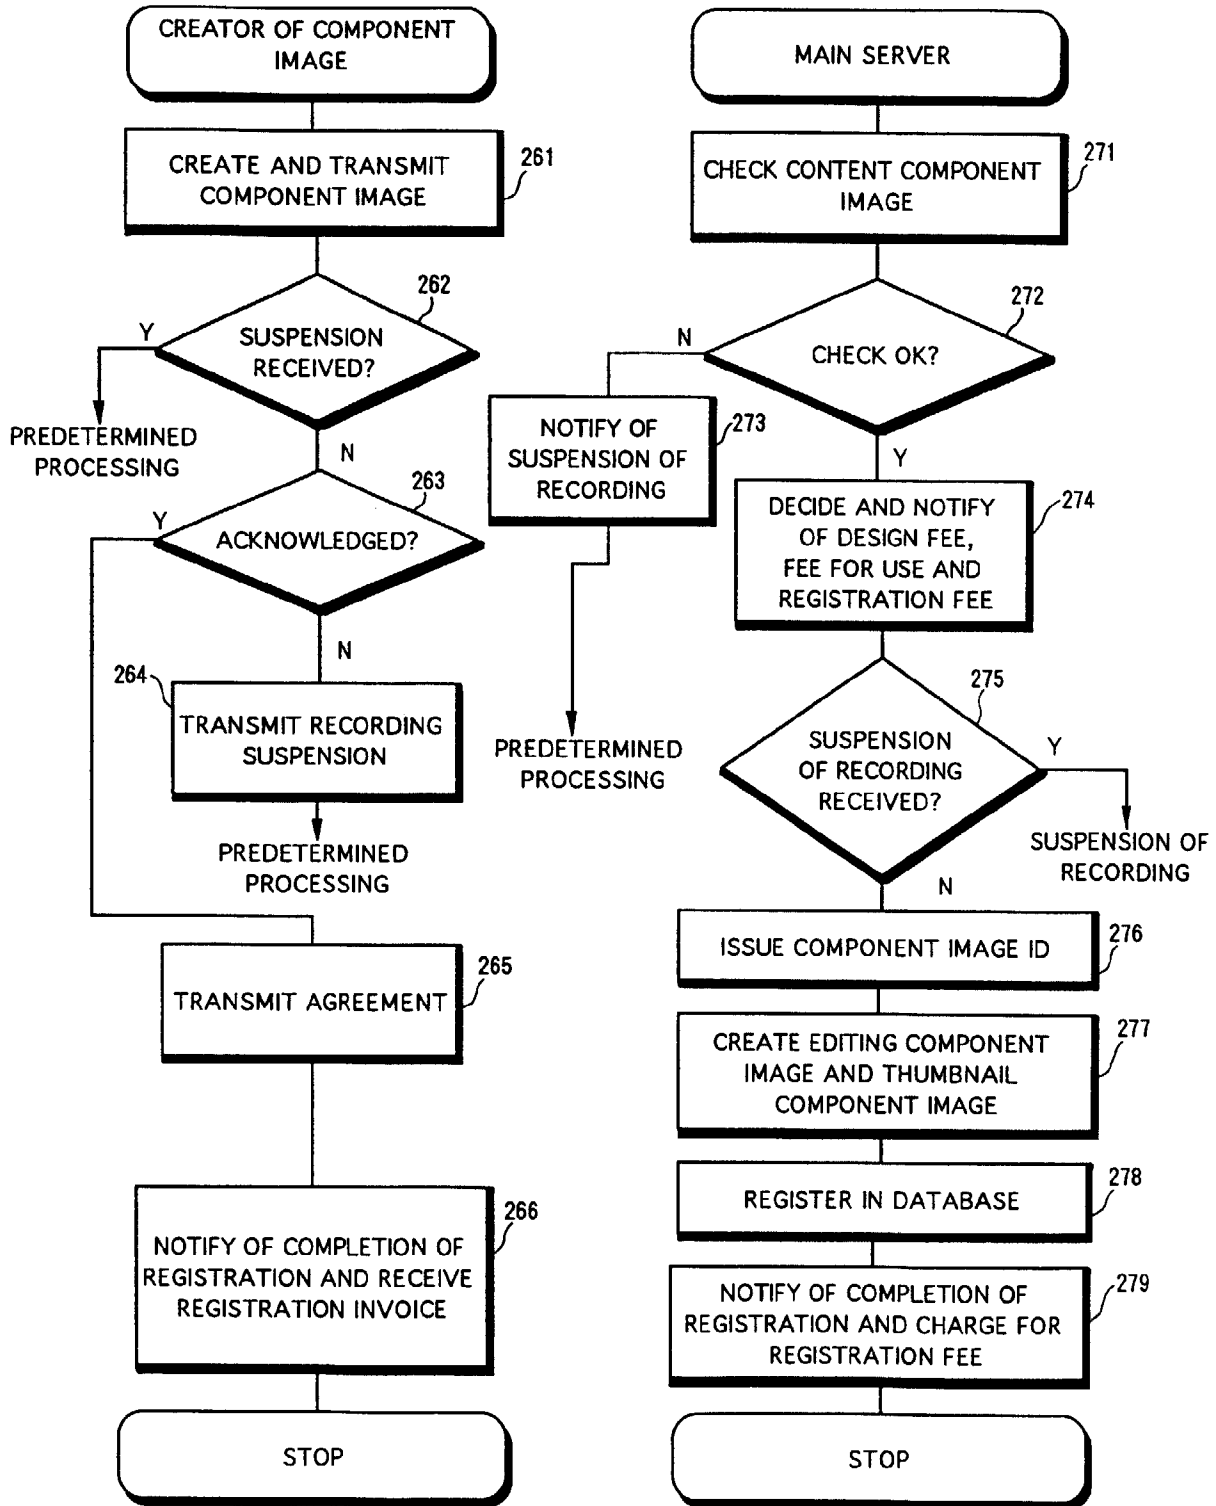 CREATOR OF COMPONENT
IMAGE
CREATE AND TRANSMIT
COMPONENT IMAGE
261
262
SUSPENSION
RECEIVED?
Y
PREDETERMINED
PROCESSING
N
263
Y
ACKNOWLEDGED?
N
264
TRANSMIT RECORDING
SUSPENSION
PREDETERMINED
PROCESSING
TRANSMIT AGREEMENT
265
266
NOTIFY OF COMPLETION OF
REGISTRATION AND RECEIVE
REGISTRATION INVOICE
STOP
MAIN SERVER
271
CHECK CONTENT COMPONENT
IMAGE
272
N
CHECK OK?
273
NOTIFY OF
SUSPENSION OF
RECORDING
PREDETERMINED
PROCESSING
Y
274
DECIDE AND NOTIFY
OF DESIGN FEE,
FEE FOR USE AND
REGISTRATION FEE
275
SUSPENSION
OF RECORDING
RECEIVED?
Y
SUSPENSION OF
RECORDING
N
ISSUE COMPONENT IMAGE ID
276
277
CREATE EDITING COMPONENT
IMAGE AND THUMBNAIL
COMPONENT IMAGE
278
REGISTER IN DATABASE
279
NOTIFY OF COMPLETION OF
REGISTRATION AND CHARGE FOR
REGISTRATION FEE
STOP